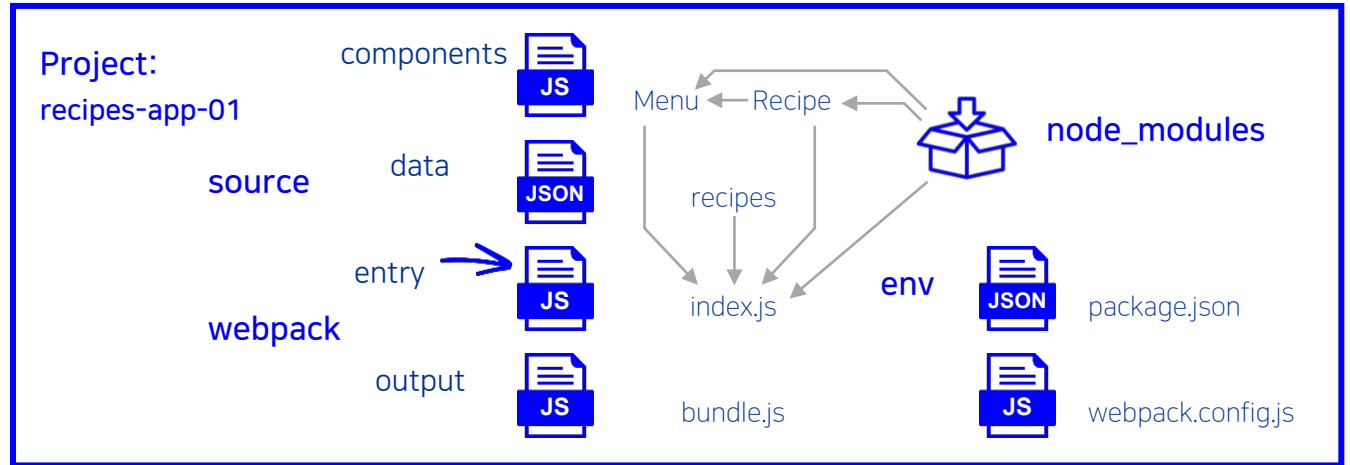 Project:
recipes-app-01
components
JS
Menu
Recipe
node_modules
source
data
JSON
recipes
entry
JS
index.js
env
JSON
package.json
webpack
output
JS
bundle.js
JS
webpack.config.js